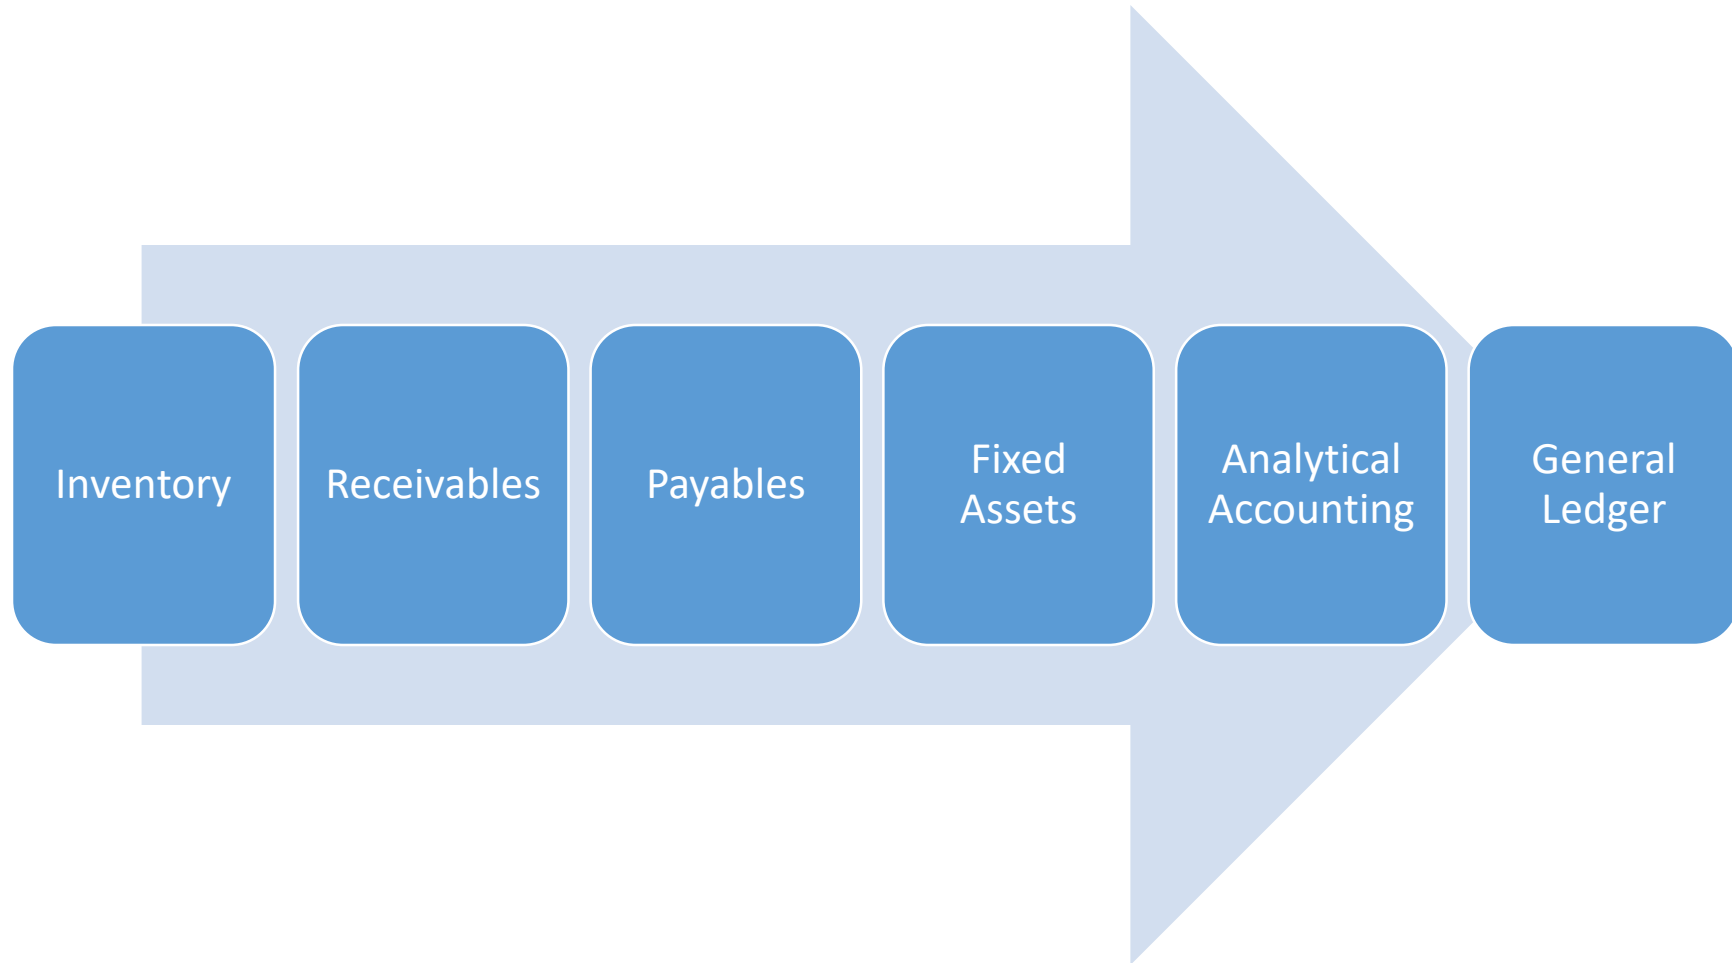 Inventory
Receivables
Payables
Fixed
Assets
Analytical
Accounting
General
Ledger